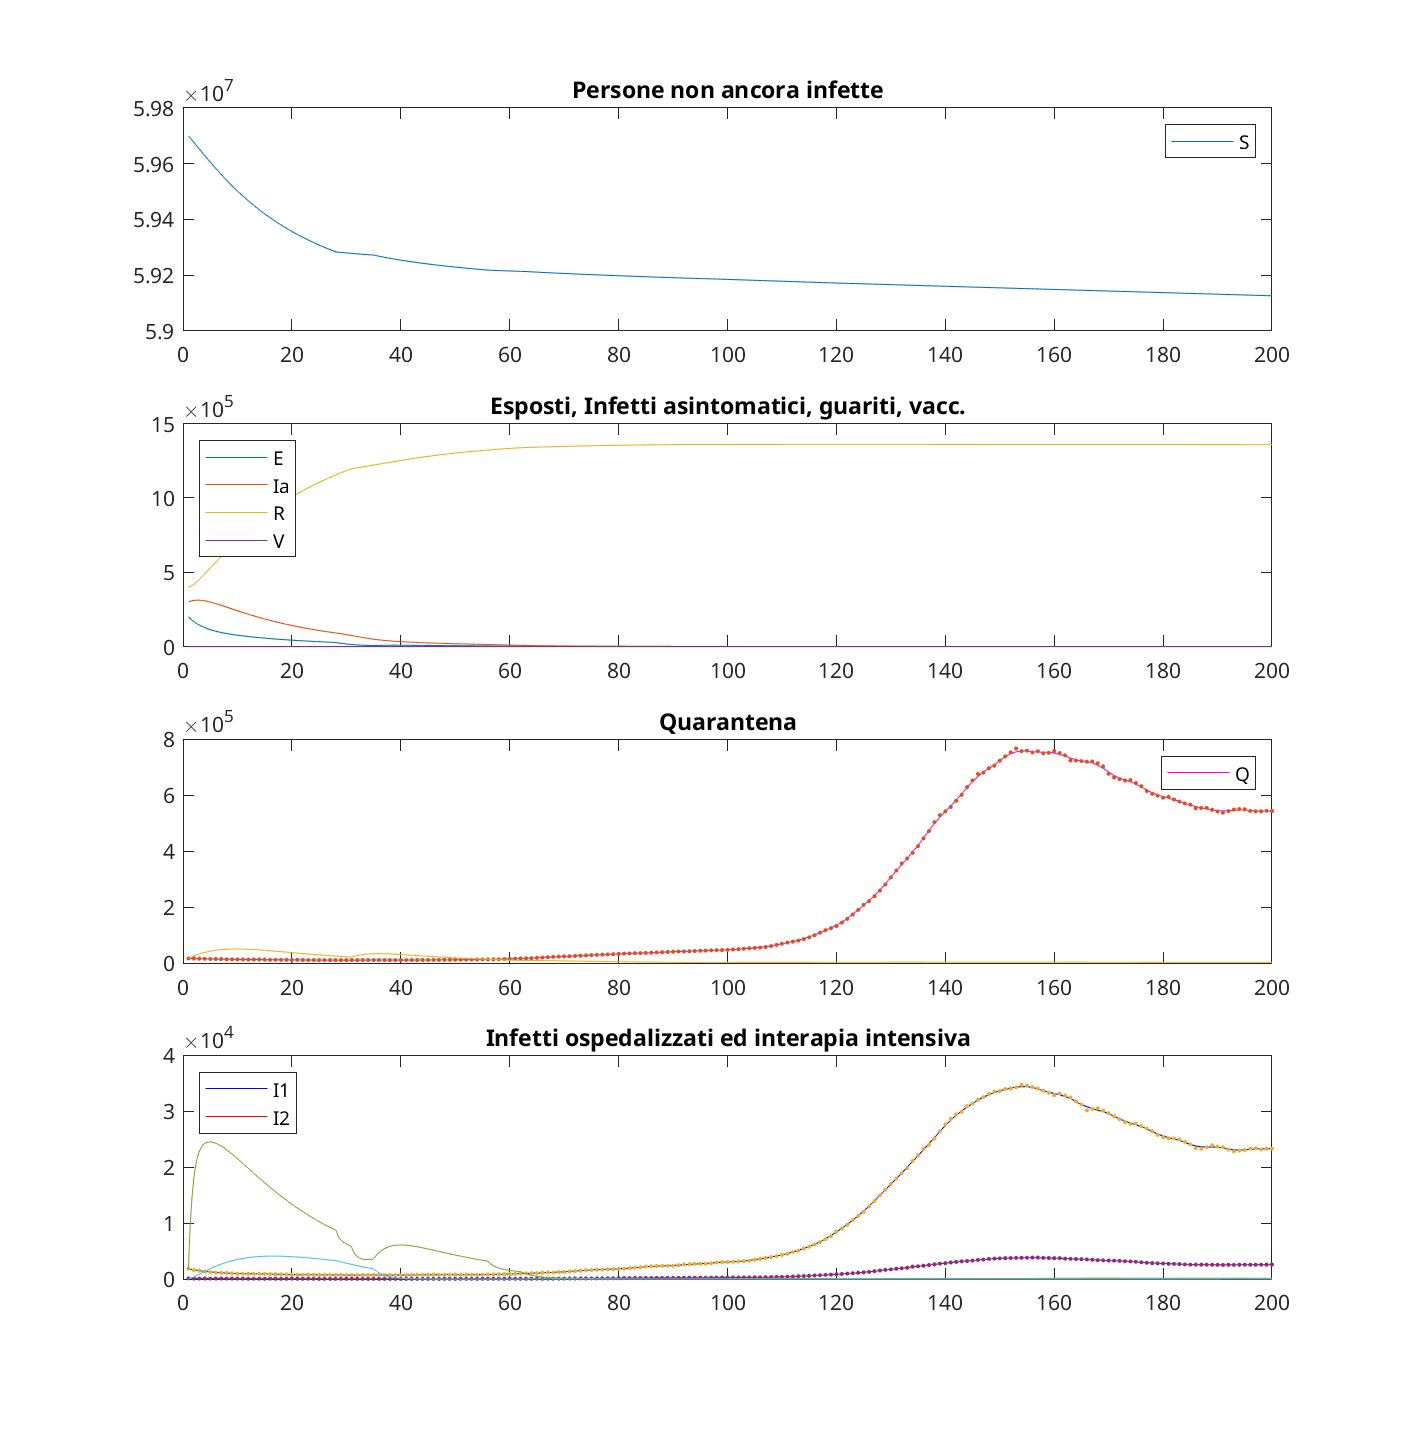 Persone non ancora infette
×10^7
5.98
5.96
5.94
5.92
5.9
S
0 20 40 60 80 100 120 140 160 180 200
Esposti, Infetti asintomatici, guariti, vacc.
×10^5
15
10
5
0
E
Ia
R
V
0 20 40 60 80 100 120 140 160 180 200
Quarantena
×10^5
8
6
4
2
0
Q
0 20 40 60 80 100 120 140 160 180 200
Infetti ospedalizzati ed interapia intensiva
×10^4
4
3
2
1
0
I1
I2
0 20 40 60 80 100 120 140 160 180 200